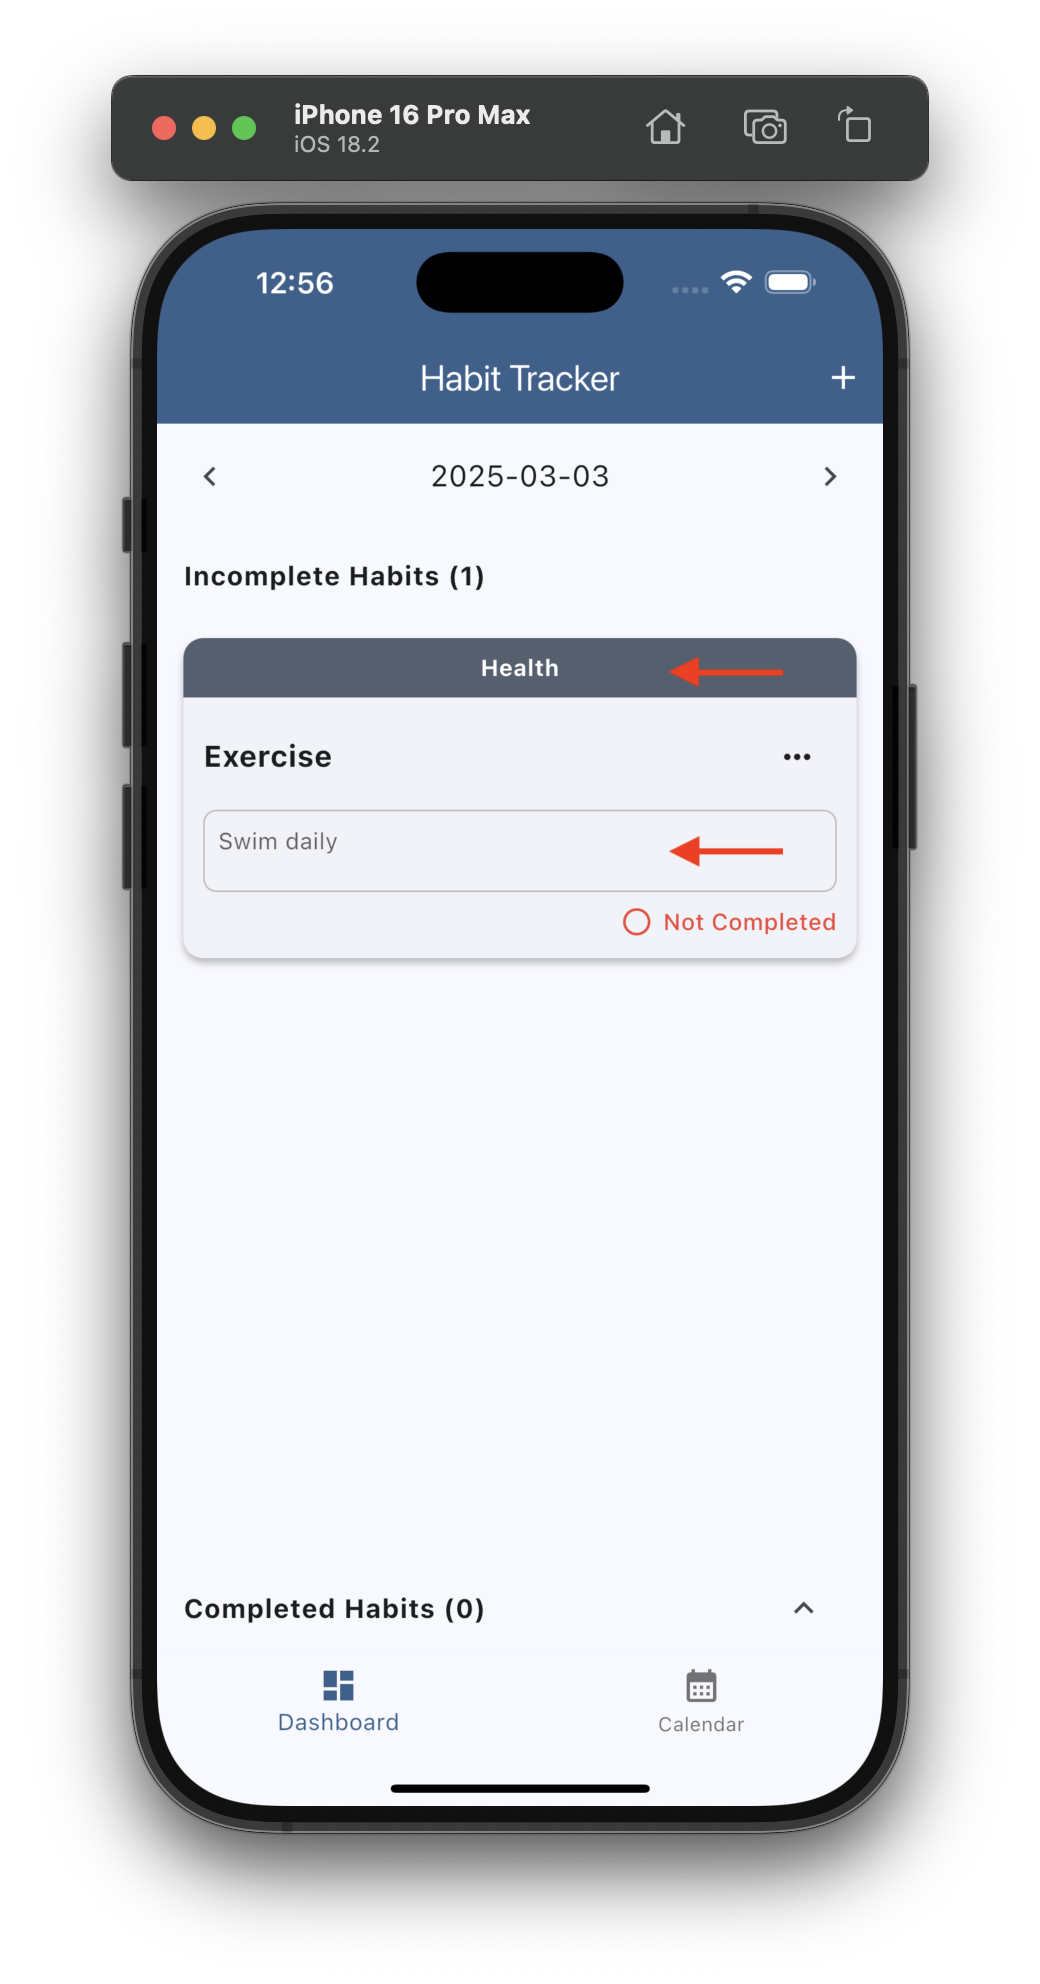 iPhone 16 Pro Max
iOS 18.2
12:56
Habit Tracker
2025-03-03
Incomplete Habits (1)
Health
Exercise
Swim daily
Not Completed
Completed Habits (0)
Dashboard
Calendar